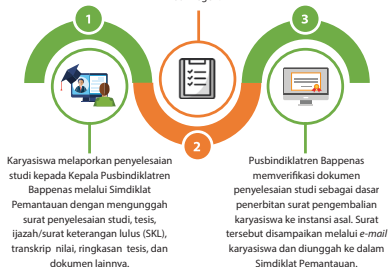 1
3
2
Karyasiswa melaporkan penyelesaian
studi kepada Kepala Pusbindiklatren
Bappenas melalui Simdiklat
Pemantauan dengan mengunggah
surat penyelesaian studi, tesis,
ijazah/surat keterangan lulus (SKL),
transkrip nilai, ringkasan tesis, dan
dokumen lainnya.
Pusbindiklatren Bappenas
memverifikasi dokumen
penyelesaian studi sebagai dasar
penerbitan surat pengembalian
karyasiswa ke instansi asal. Surat
tersebut disampaikan melalui e-mail
karyasiswa dan diunggah ke dalam
Simdiklat Pemantauan.